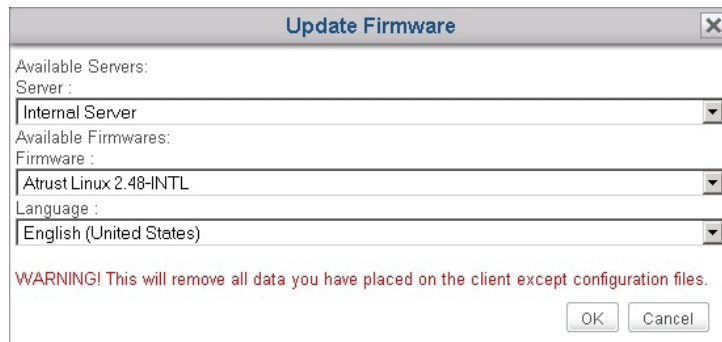 Update Firmware
Available Servers:
Server :
Internal Server
Available Firmwares:
Firmware :
Atrust Linux 2.48-INTL
Language :
English (United States)
WARNING! This will remove all data you have placed on the client except configuration files.
OK Cancel